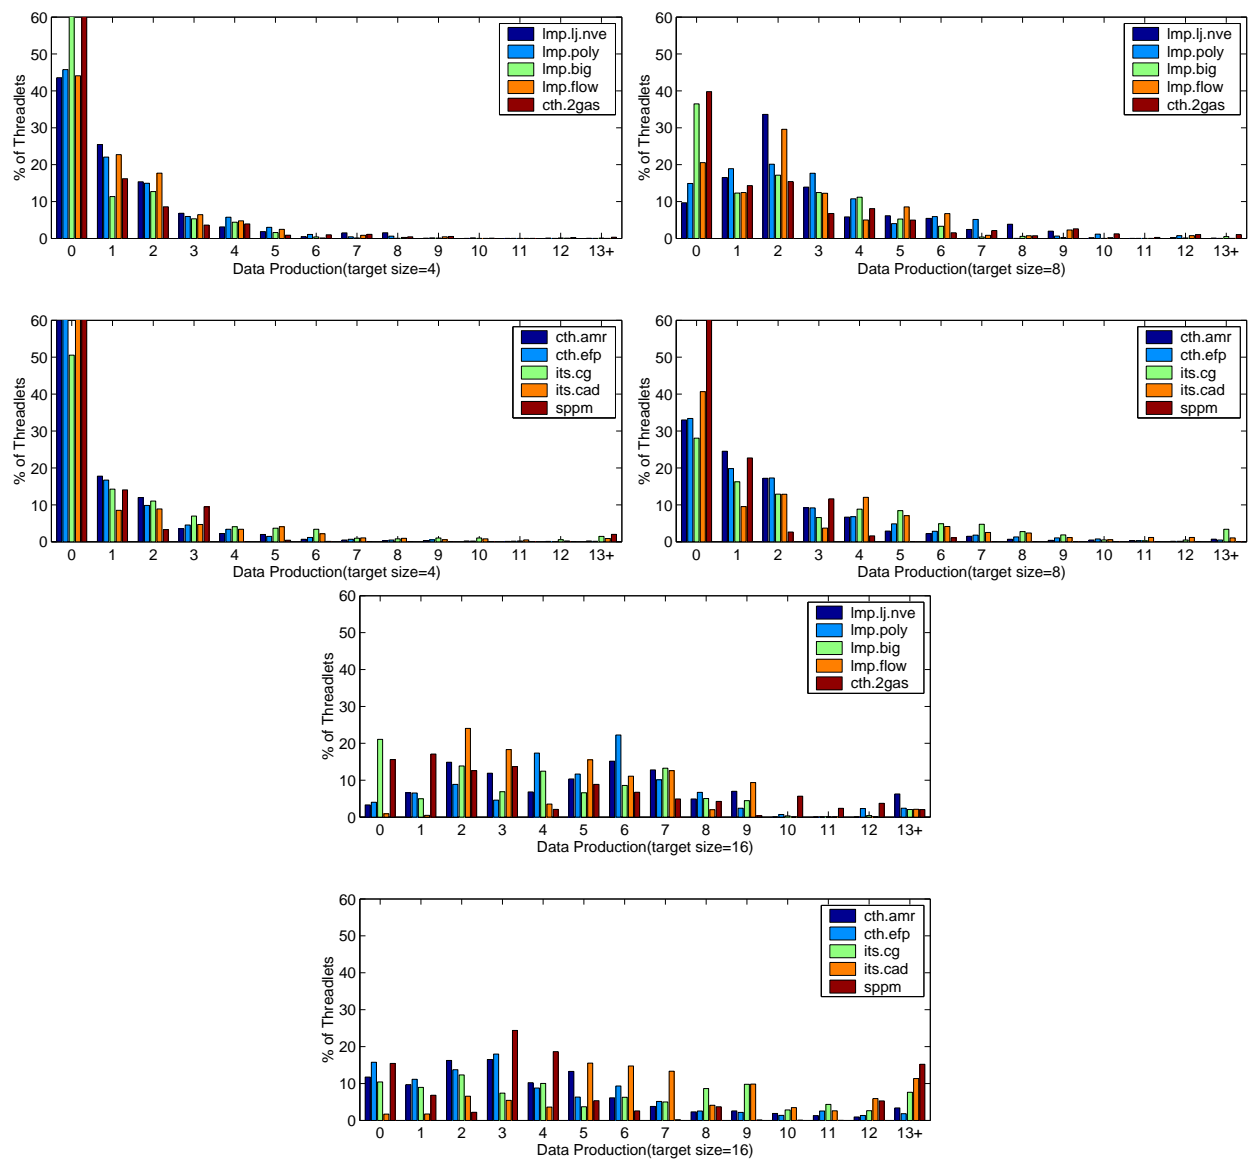 60
50
40
30
20
10
0
% of Threadlets
lmp.lj.nve
lmp.poly
lmp.big
lmp.flow
cth.2gas
0 1 2 3 4 5 6 7 8 9 10 11 12 13+
Data Production(target size=4)
60
50
40
30
20
10
0
% of Threadlets
lmp.lj.nve
lmp.poly
lmp.big
lmp.flow
cth.2gas
0 1 2 3 4 5 6 7 8 9 10 11 12 13+
Data Production(target size=8)
60
50
40
30
20
10
0
% of Threadlets
cth.amr
cth.efp
its.cg
its.cad
sppm
0 1 2 3 4 5 6 7 8 9 10 11 12 13+
Data Production(target size=4)
60
50
40
30
20
10
0
% of Threadlets
cth.amr
cth.efp
its.cg
its.cad
sppm
0 1 2 3 4 5 6 7 8 9 10 11 12 13+
Data Production(target size=8)
60
50
40
30
20
10
0
% of Threadlets
lmp.lj.nve
lmp.poly
lmp.big
lmp.flow
cth.2gas
0 1 2 3 4 5 6 7 8 9 10 11 12 13+
Data Production(target size=16)
60
50
40
30
20
10
0
% of Threadlets
cth.amr
cth.efp
its.cg
its.cad
sppm
0 1 2 3 4 5 6 7 8 9 10 11 12 13+
Data Production(target size=16)